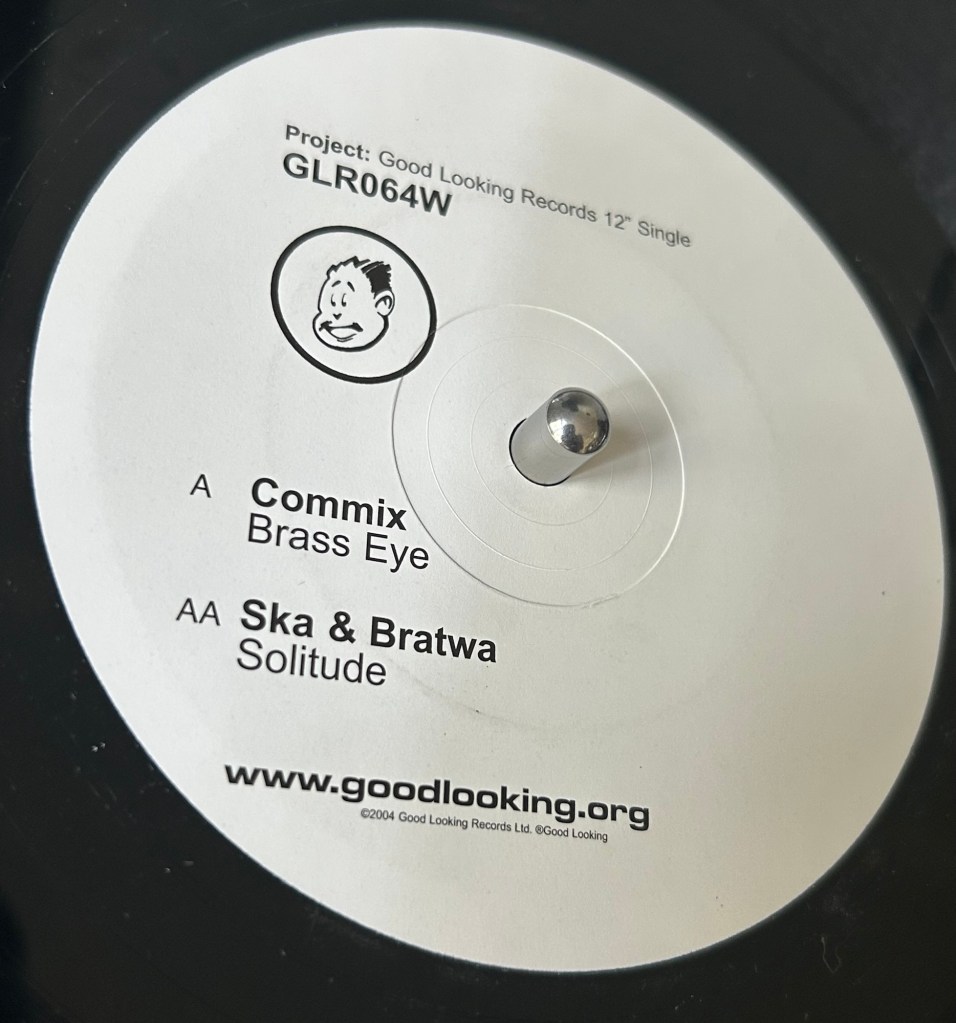 Project: Good Looking Records 12" Single
GLR064W
A Commix
Brass Eye
AA Ska & Bratwa
Solitude
www.goodlooking.org
©2004 Good Looking Records Ltd. ®Good Looking